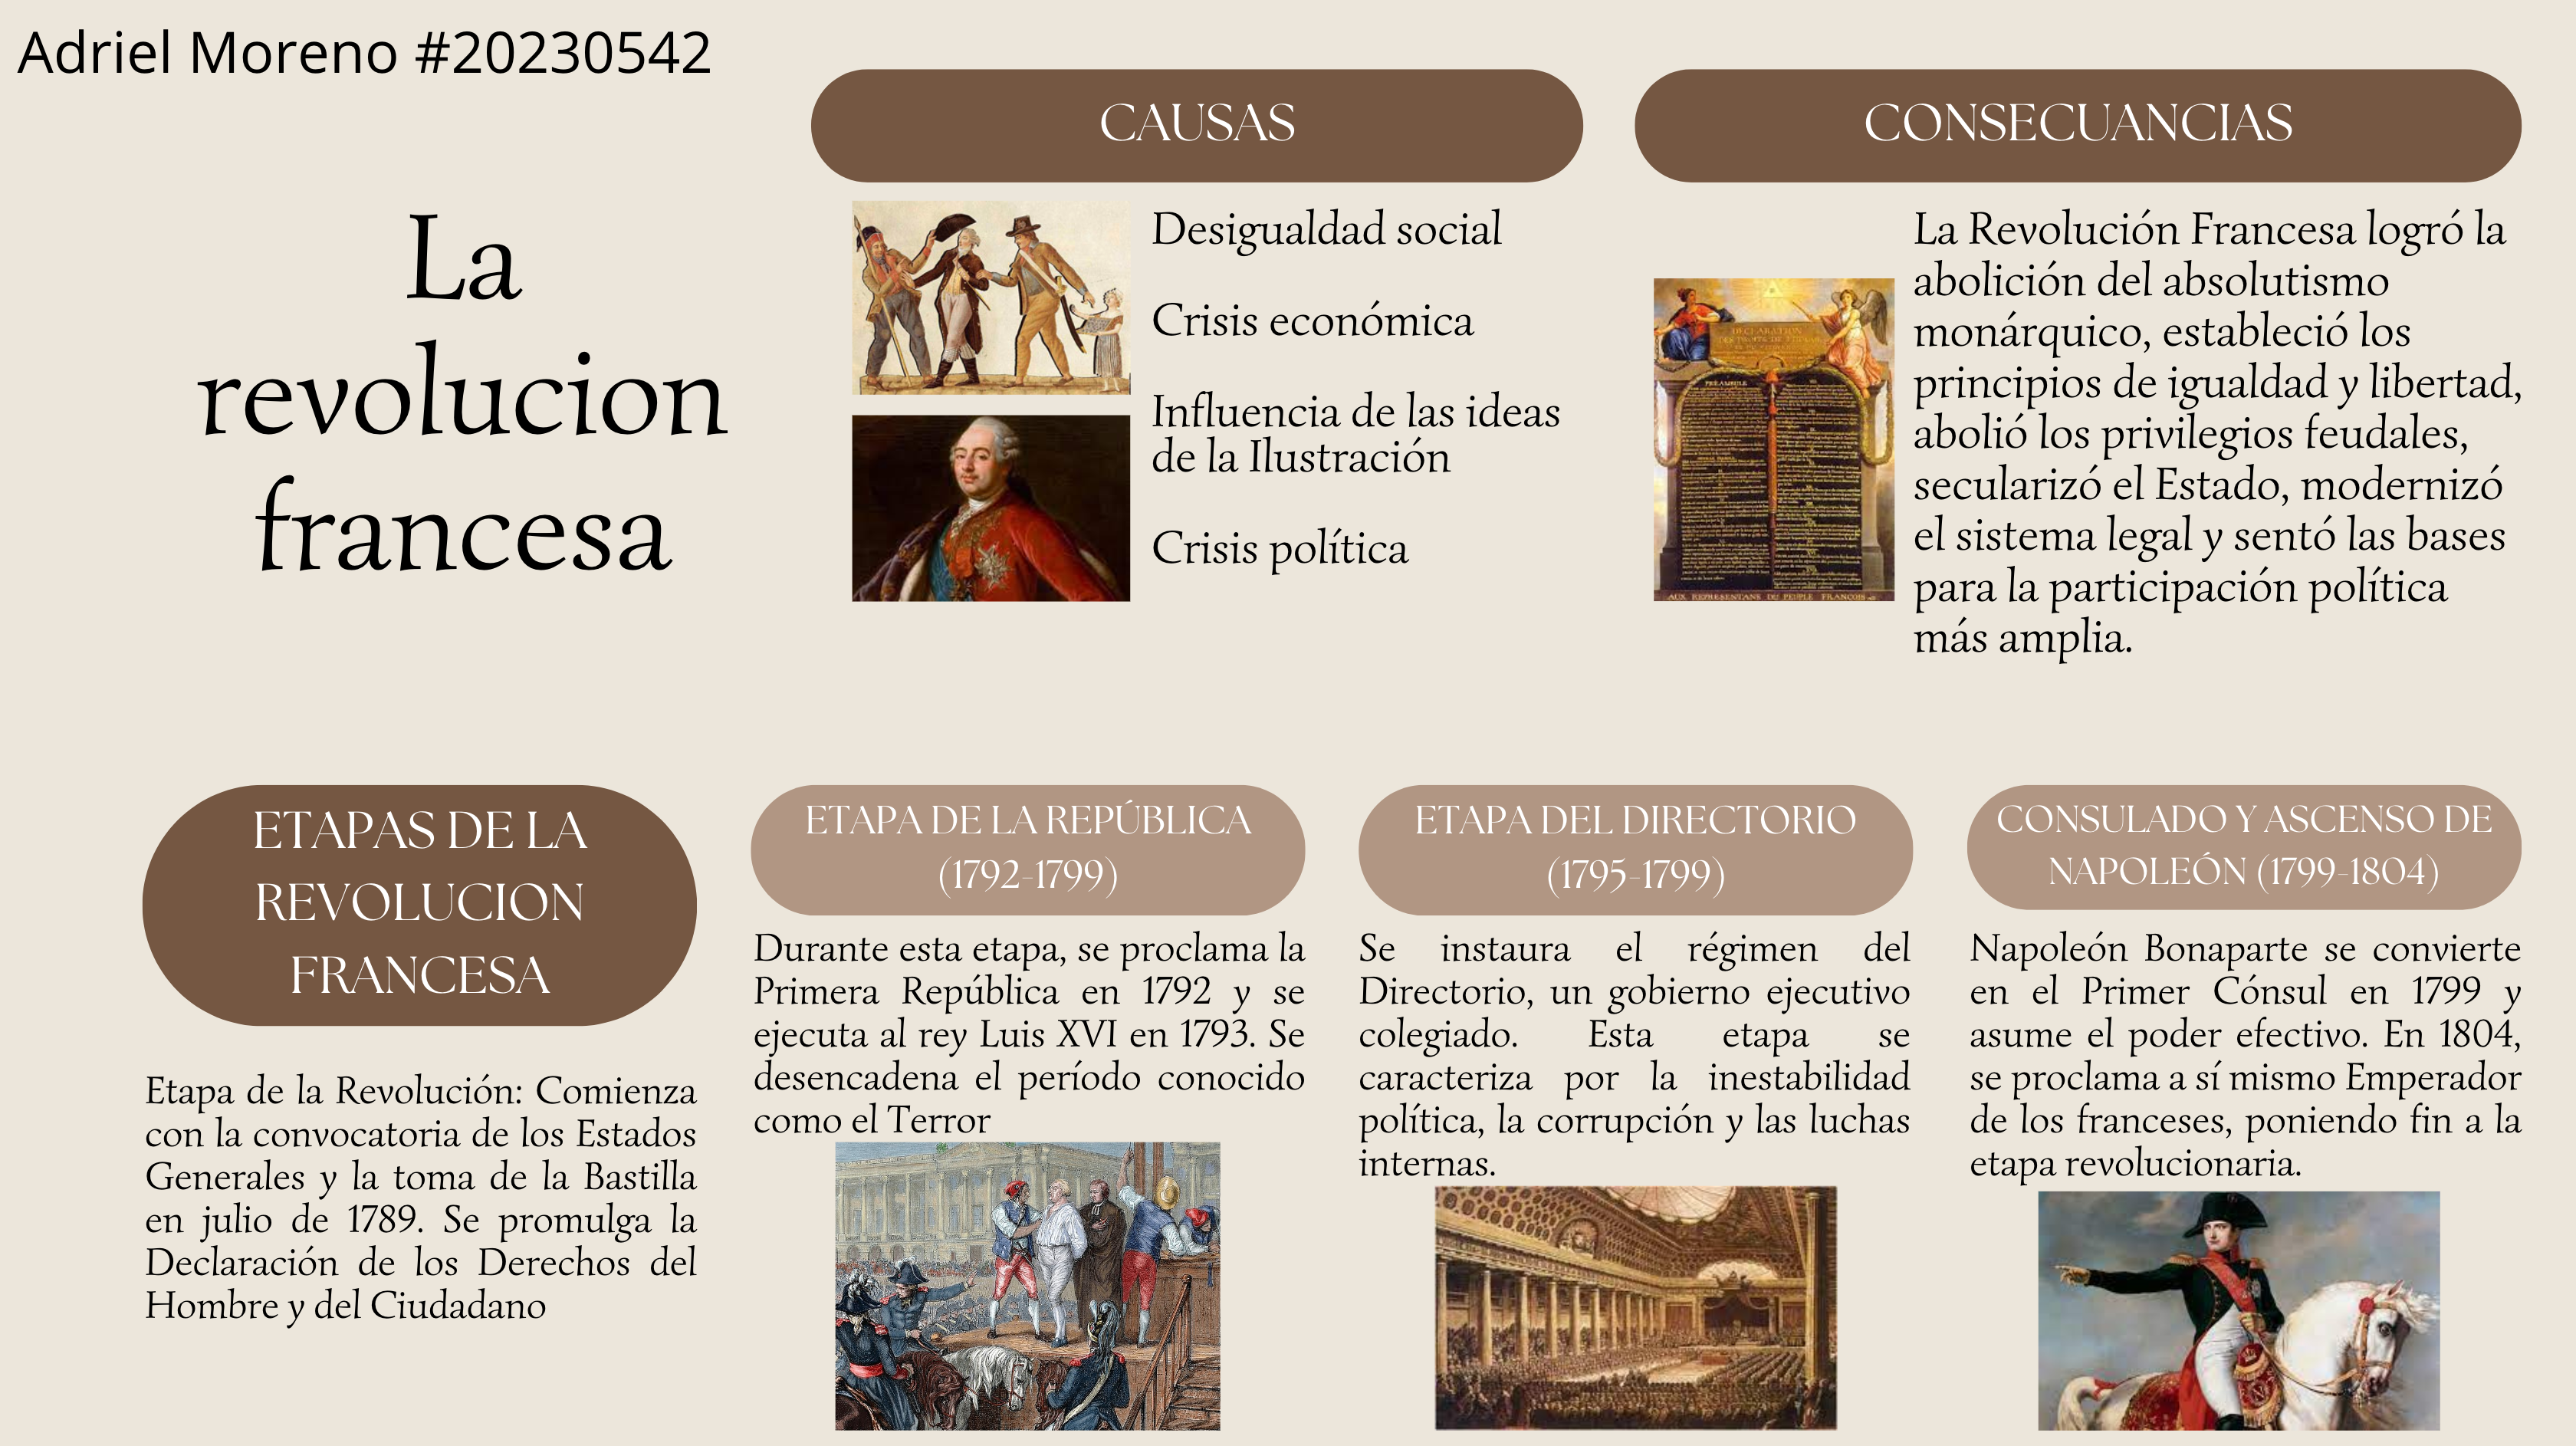 Adriel Moreno #20230542
La
revolucion
francesa
CAUSAS
Desigualdad social
Crisis económica
Influencia de las ideas
de la Ilustración
Crisis política
CONSECUANCIAS
DECLARATION
PREAMBULE
AUX REPRESENTANS DU PEUPLE FRANCOIS
La Revolución Francesa logró la
abolición del absolutismo
monárquico, estableció los
principios de igualdad y libertad,
abolió los privilegios feudales,
secularizó el Estado, modernizó
el sistema legal y sentó las bases
para la participación política
más amplia.
ETAPAS DE LA
REVOLUCION
FRANCESA
Etapa de la Revolución: Comienza
con la convocatoria de los Estados
Generales y la toma de la Bastilla
en julio de 1789. Se promulga la
Declaración de los Derechos del
Hombre y del Ciudadano
ETAPA DE LA REPÚBLICA
(1792-1799)
Durante esta etapa, se proclama la
Primera República en 1792 y se
ejecuta al rey Luis XVI en 1793. Se
desencadena el período conocido
como el Terror
ETAPA DEL DIRECTORIO
(1795-1799)
Se instaura el régimen del
Directorio, un gobierno ejecutivo
colegiado. Esta etapa se
caracteriza por la inestabilidad
política, la corrupción y las luchas
internas.
CONSULADO Y ASCENSO DE
NAPOLEÓN (1799-1804)
Napoleón Bonaparte se convierte
en el Primer Cónsul en 1799 y
asume el poder efectivo. En 1804,
se proclama a sí mismo Emperador
de los franceses, poniendo fin a la
etapa revolucionaria.